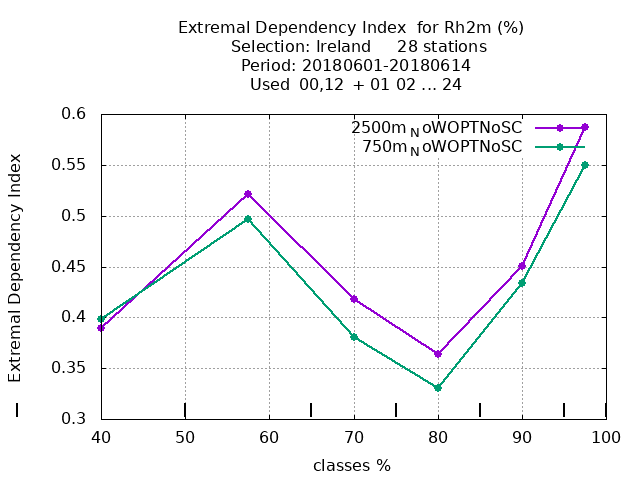 Extremal Dependency Index  for Rh2m (%)
Selection: Ireland     28 stations
Period: 20180601-20180614
Used  00,12  + 01 02 ... 24
2500m_NoWOPTNoSC
750m_NoWOPTNoSC
Extremal Dependency Index
0.6
0.55
0.5
0.45
0.4
0.35
0.3
40 50 60 70 80 90 100
classes %